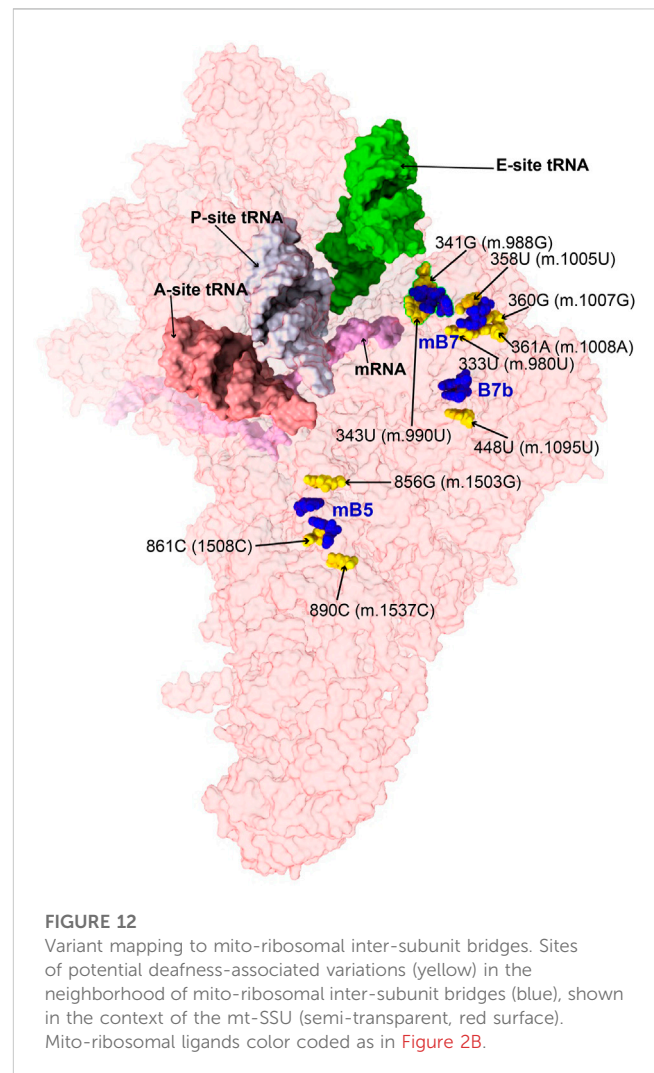 E-site tRNA
P-site tRNA
341G (m.988G)
358U (m.1005U)
A-site tRNA
360G (m.1007G)
mB7
361A (m.1008A)
mRNA
333U (m.980U)
B7b
343U (m.990U)
448U (m.1095U)
856G (m.1503G)
mB5
861C (1508C)
890C (m.1537C)
FIGURE 12
Variant mapping to mito-ribosomal inter-subunit bridges. Sites
of potential deafness-associated variations (yellow) in the
neighborhood of mito-ribosomal inter-subunit bridges (blue), shown
in the context of the mt-SSU (semi-transparent, red surface).
Mito-ribosomal ligands color coded as in Figure 2B.